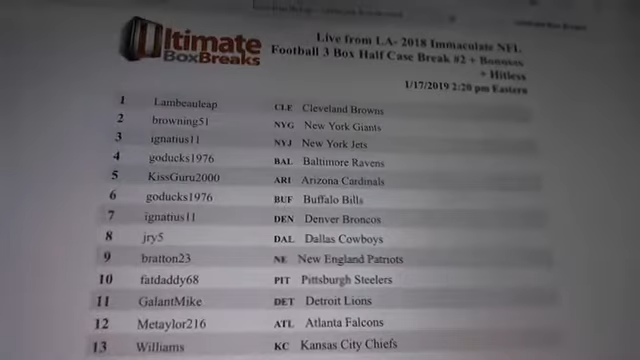 Ultimate
BoxBreaks
Live from LA- 2018 Immaculate NFL
Football 3 Box Half Case Break #2 + Bonuses
+ Hitless
1/17/2019 2:20 pm Eastern
1 Lambeauleap CLE Cleveland Browns
2 browning51 NYG New York Giants
3 ignatius11 NYJ New York Jets
4 goducks1976 BAL Baltimore Ravens
5 KissGuru2000 ARI Arizona Cardinals
6 goducks1976 BUF Buffalo Bills
7 ignatius11 DEN Denver Broncos
8 jry5 DAL Dallas Cowboys
9 bratton23 NE New England Patriots
10 fatdaddy68 PIT Pittsburgh Steelers
11 GalantMike DET Detroit Lions
12 Metaylor216 ATL Atlanta Falcons
13 Williams KC Kansas City Chiefs